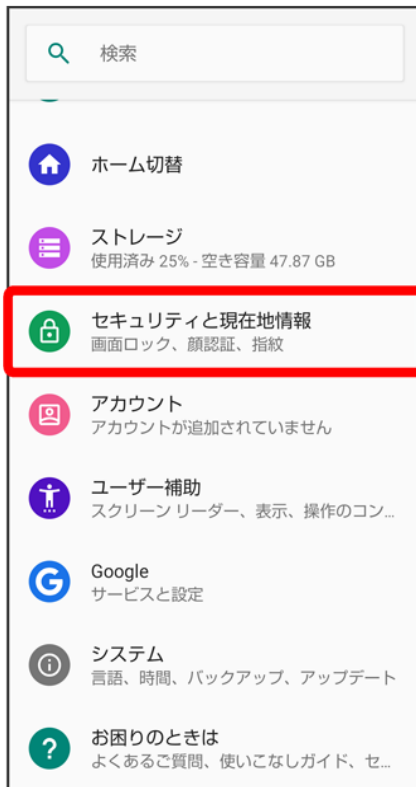 検索
ホーム切替
ストレージ
使用済み 25% - 空き容量 47.87 GB
セキュリティと現在地情報
画面ロック、顔認証、指紋
アカウント
アカウントが追加されていません
ユーザー補助
スクリーン リーダー、表示、操作のコン...
Google
サービスと設定
システム
言語、時間、バックアップ、アップデート
お困りのときは
よくあるご質問、使いこなしガイド、セ...